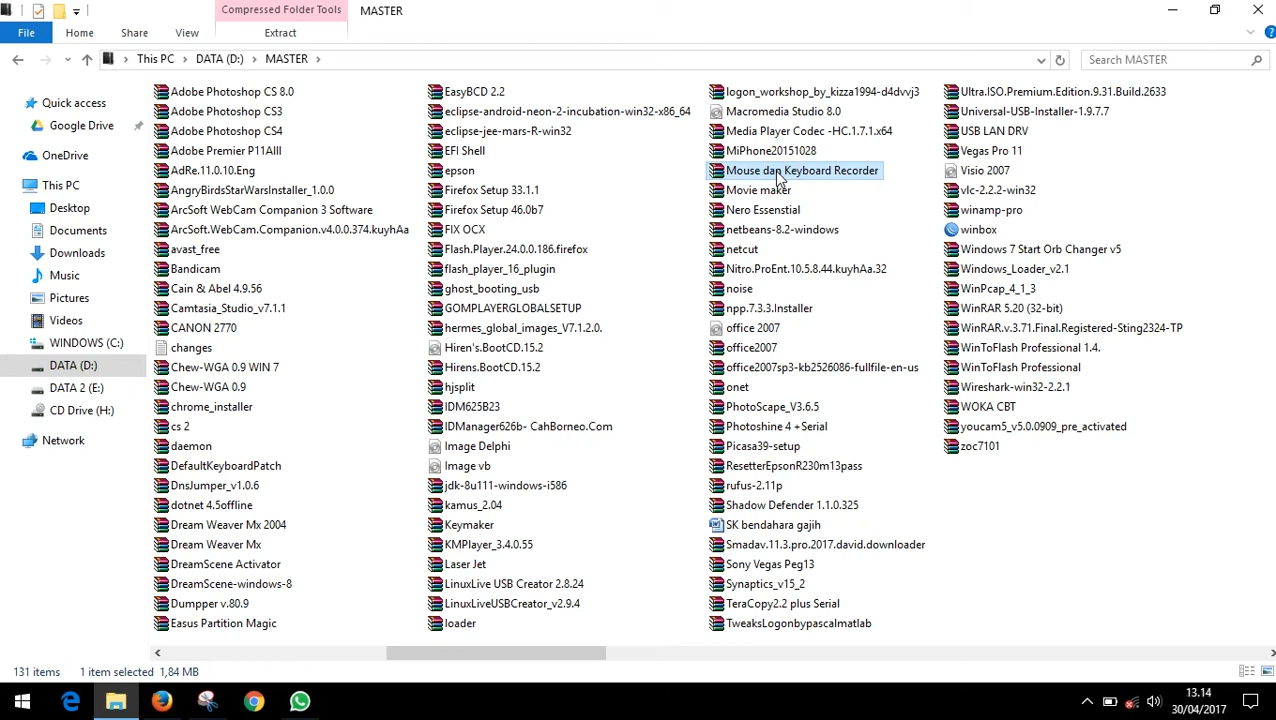 Compressed Folder Tools
MASTER
File
Home
Share
View
Extract
This PC
DATA (D:)
MASTER
Search MASTER
Quick access
Google Drive
OneDrive
This PC
Desktop
Documents
Downloads
Music
Pictures
Videos
WINDOWS (C:)
DATA (D:)
DATA 2 (E:)
CD Drive (H:)
Network
Adobe Photoshop CS 8.0
Adobe Photoshop CS3
Adobe Photoshop CS4
Adobe Premier P11AIII
AdRe.11.0.10.Eng
AngryBirdsStarWarsInstaller_1.0.0
ArcSoft WebCam Companion 3 Software
ArcSoft.WebCam.Companion.v4.0.0.374.kuyhAa
avast_free
Bandicam
Cain & Abel 4.9.56
Camtasia_Studio_v7.1.1
CANON 2770
changes
Chew-WGA 0.9 WIN 7
Chew-WGA 0.9
chrome_installer
cs 2
daemon
DefaultKeyboardPatch
DnsJumper_v1.0.6
dotnet 4.5offline
Dream Weaver Mx 2004
Dream Weaver Mx
DreamScene Activator
DreamScene-windows-8
Dumpper v.80.9
Easus Partition Magic
EasyBCD 2.2
eclipse-android-neon-2-incubation-win32-x86_64
eclipse-jee-mars-R-win32
EFI Shell
epson
Firefox Setup 33.1.1
Firefox Setup 46.0b7
FIX OCX
Flash.Player.24.0.0.186.firefox
flash_player_16_plugin
ghost_booting_usb
GOMPLAYERGLOBALSETUP
hermes_global_images_V7.1.2.0.
Hiren's.BootCD.15.2
Hirens.BootCD.15.2
hjsplit
IDM625B23
IDManager626b- CahBorneo.Com
Image Delphi
Image vb
jdk-8u111-windows-i586
kamus_2.04
Keymaker
KMPlayer_3.4.0.55
Laser Jet
LinuxLive USB Creator 2.8.24
LinuxLiveUSBCreator_v2.9.4
loader
logon_workshop_by_kizza1994-d4dvvj3
Macromedia Studio 8.0
Media Player Codec -HC.1.7.1.x64
MiPhone20151028
Mouse dan Keyboard Recorder
Movie maker
Nero Essenstial
netbeans-8.2-windows
netcut
Nitro.ProEnt.10.5.8.44.kuyhAa.32
noise
npp.7.3.3.Installer
office 2007
office2007
office2007sp3-kb2526086-fullfile-en-us
onet
PhotoScape_V3.6.5
Photoshine 4 +Serial
Picasa39-setup
ResetterEpsonR230m13pass
rufus-2.11p
Shadow Defender 1.1.0.325
SK bendahara gajih
Smadav.11.3.pro.2017.david.downloader
Sony Vegas Peg13
Synaptics_v15_2
TeraCopy2.2 plus Serial
TweaksLogonbypascalmatlab
Ultra.ISO.Premium.Edition.9.31.Build.2633
Universal-USB-Installer-1.9.7.7
USB LAN DRV
Vegas Pro 11
Visio 2007
vlc-2.2.2-win32
winamp-pro
winbox
Windows 7 Start Orb Changer v5
Windows_Loader_v2.1
WinPcap_4_1_3
WinRAR 5.20 (32-bit)
WinRAR.v.3.71.Final.Registered-Sting2324-TP
WinToFlash Professional 1.4.
WinToFlash Professional
Wireshark-win32-2.2.1
WOKA CBT
youcam5_v5.0.0909_pre_activated
zoc7101
131 items
1 item selected 1,84 MB
13.14
30/04/2017